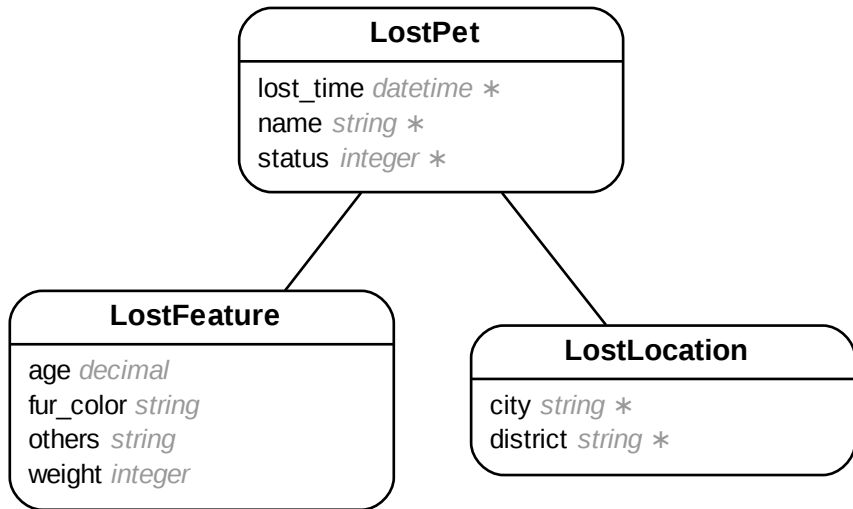 LostPet
lost_time datetime ∗
name string ∗
status integer ∗
LostFeature
age decimal
fur_color string
others string
weight integer
LostLocation
city string ∗
district string ∗